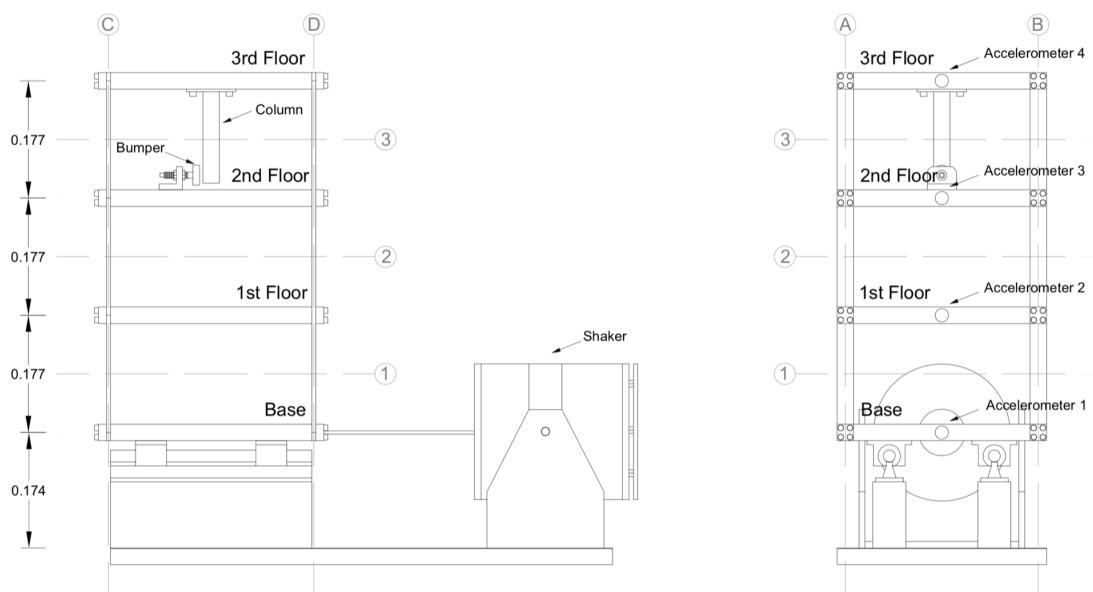 C
D
A
B
3rd Floor
3rd Floor
Accelerometer 4
Column
0.177
3
3
Bumper
2nd Floor
2nd Floor
Accelerometer 3
0.177
2
2
1st Floor
1st Floor
Accelerometer 2
Shaker
0.177
1
1
Base
Base
Accelerometer 1
0.174